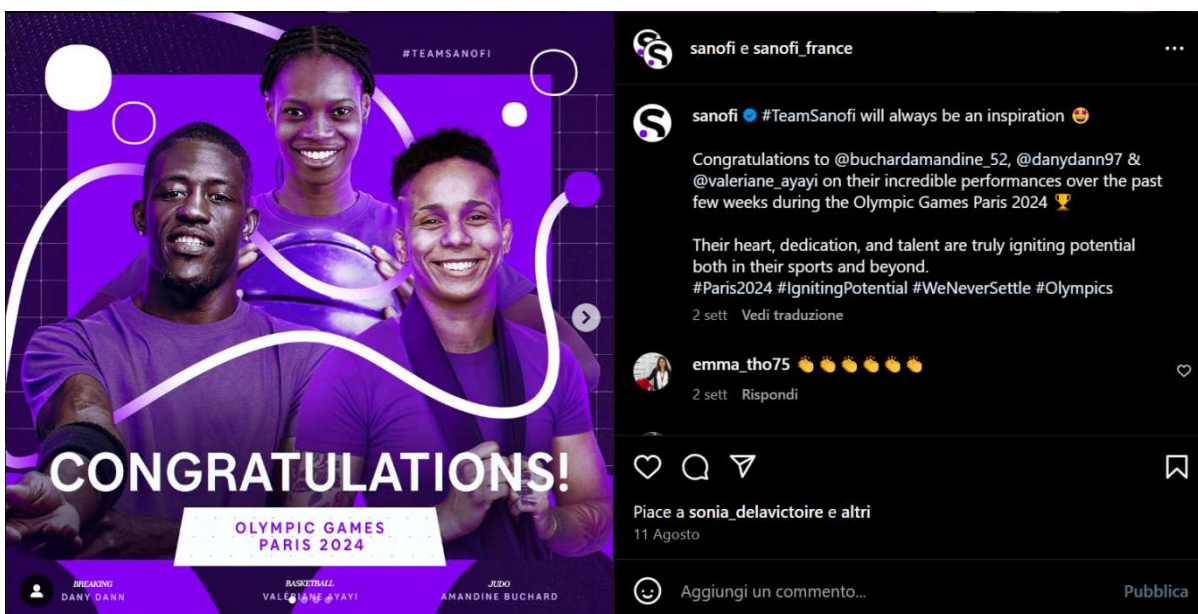 #TEAMSANOFI
CONGRATULATIONS!
OLYMPIC GAMES
PARIS 2024
BREAKING
DANY DANN
BASKETBALL
VALÉRIANE AYAYI
JUDO
AMANDINE BUCHARD
sanofi e sanofi_france
sanofi #TeamSanofi will always be an inspiration 🤩
Congratulations to @buchardamandine_52, @danydann97 &
@valeriane_ayayi on their incredible performances over the past
few weeks during the Olympic Games Paris 2024 🏆
Their heart, dedication, and talent are truly igniting potential
both in their sports and beyond.
#Paris2024 #IgnitingPotential #WeNeverSettle #Olympics
2 sett Vedi traduzione
emma_tho75 👏👏👏👏👏👏
2 sett Rispondi
Piace a sonia_delavictoire e altri
11 Agosto
Aggiungi un commento...
Pubblica